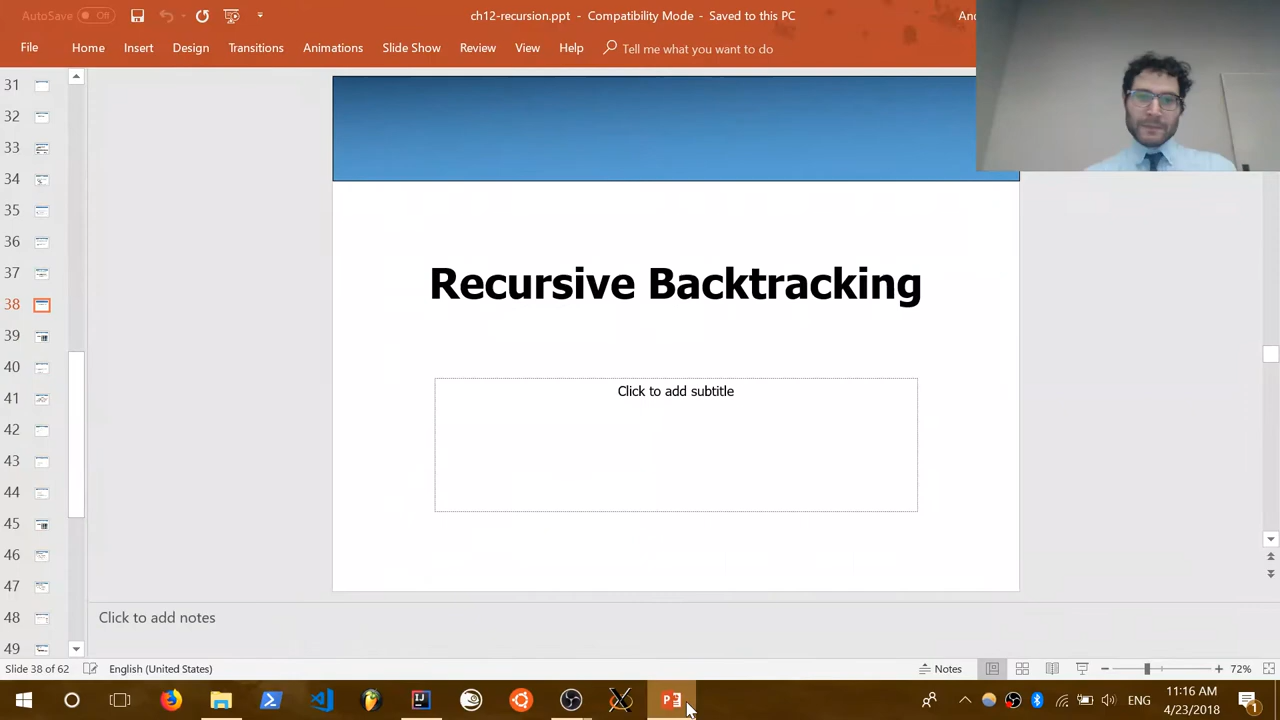 AutoSave Off
ch12-recursion.ppt - Compatibility Mode - Saved to this PC
File Home Insert Design Transitions Animations Slide Show Review View Help Tell me what you want to do
31
32
33
34
35
36
37
38
39
40
41
42
43
44
45
46
47
48
49
Recursive Backtracking
Click to add subtitle
Click to add notes
Slide 38 of 62 English (United States) Notes 72%
ENG
11:16 AM
4/23/2018
1